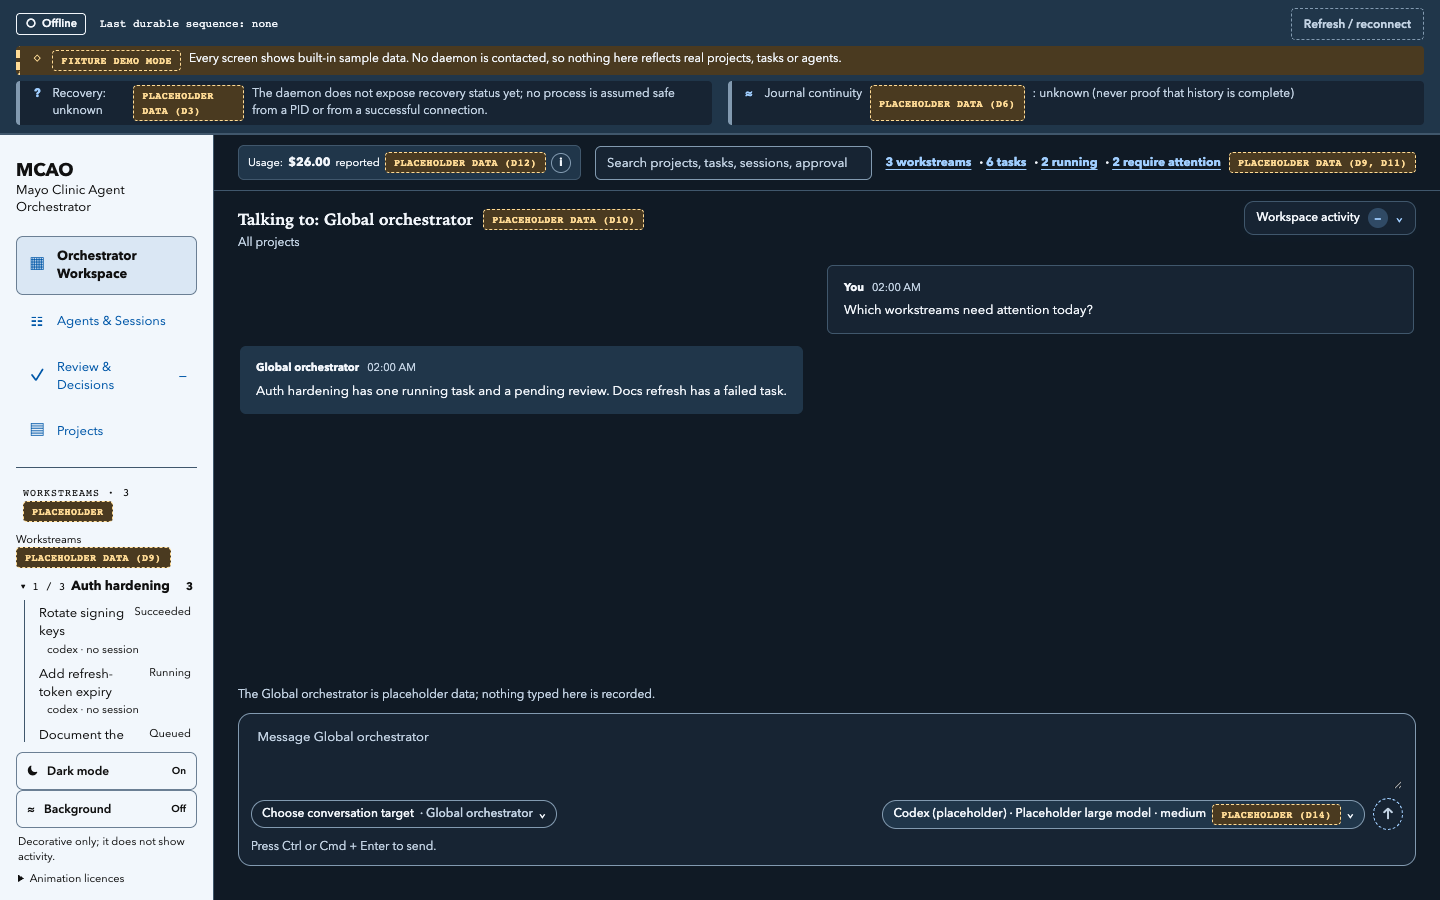 Offline
Last durable sequence: none
Refresh / reconnect
FIXTURE DEMO MODE Every screen shows built-in sample data. No daemon is contacted, so nothing here reflects real projects, tasks or agents.
? Recovery: unknown
PLACEHOLDER DATA (D3)
The daemon does not expose recovery status yet; no process is assumed safe
from a PID or from a successful connection.
≈ Journal continuity PLACEHOLDER DATA (D6) : unknown (never proof that history is complete)
MCAO
Mayo Clinic Agent
Orchestrator
Orchestrator
Workspace
Agents & Sessions
Review &
Decisions –
Projects
WORKSTREAMS · 3
PLACEHOLDER
Workstreams
PLACEHOLDER DATA (D9)
▾ 1 / 3 Auth hardening 3
Rotate signing Succeeded
keys
codex · no session
Add refresh- Running
token expiry
codex · no session
Document the Queued
Dark mode On
≈ Background Off
Decorative only; it does not show
activity.
▶ Animation licences
Usage: $26.00 reported PLACEHOLDER DATA (D12) i
Search projects, tasks, sessions, approval
3 workstreams · 6 tasks · 2 running · 2 require attention PLACEHOLDER DATA (D9, D11)
Talking to: Global orchestrator PLACEHOLDER DATA (D10)
All projects
Workspace activity –
You 02:00 AM
Which workstreams need attention today?
Global orchestrator 02:00 AM
Auth hardening has one running task and a pending review. Docs refresh has a failed task.
The Global orchestrator is placeholder data; nothing typed here is recorded.
Message Global orchestrator
Choose conversation target · Global orchestrator
Codex (placeholder) · Placeholder large model · medium PLACEHOLDER (D14)
Press Ctrl or Cmd + Enter to send.